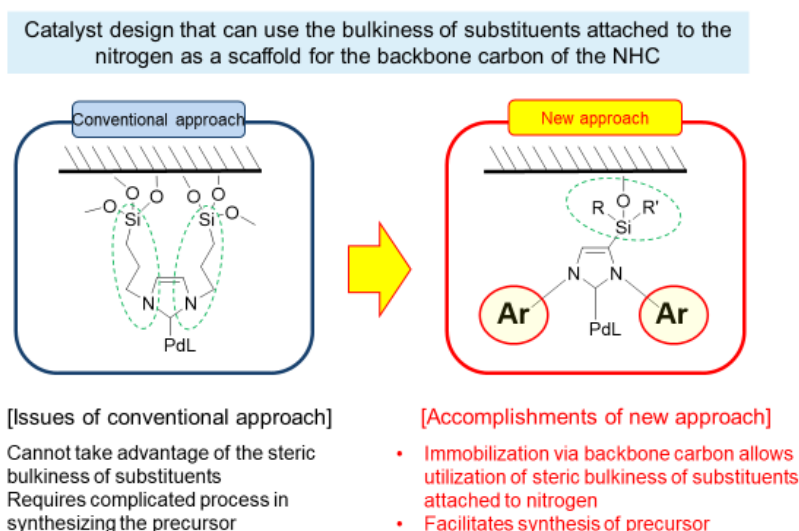 Catalyst design that can use the bulkiness of substituents attached to the
nitrogen as a scaffold for the backbone carbon of the NHC
Conventional approach
New approach
O
O
O
O
O
O
Si
Si
N
N
PdL
O
R
R'
Si
N
N
Ar
Ar
PdL
[Issues of conventional approach]
Cannot take advantage of the steric
bulkiness of substituents
Requires complicated process in
synthesizing the precursor
[Accomplishments of new approach]
• Immobilization via backbone carbon allows
utilization of steric bulkiness of substituents
attached to nitrogen
• Facilitates synthesis of precursor